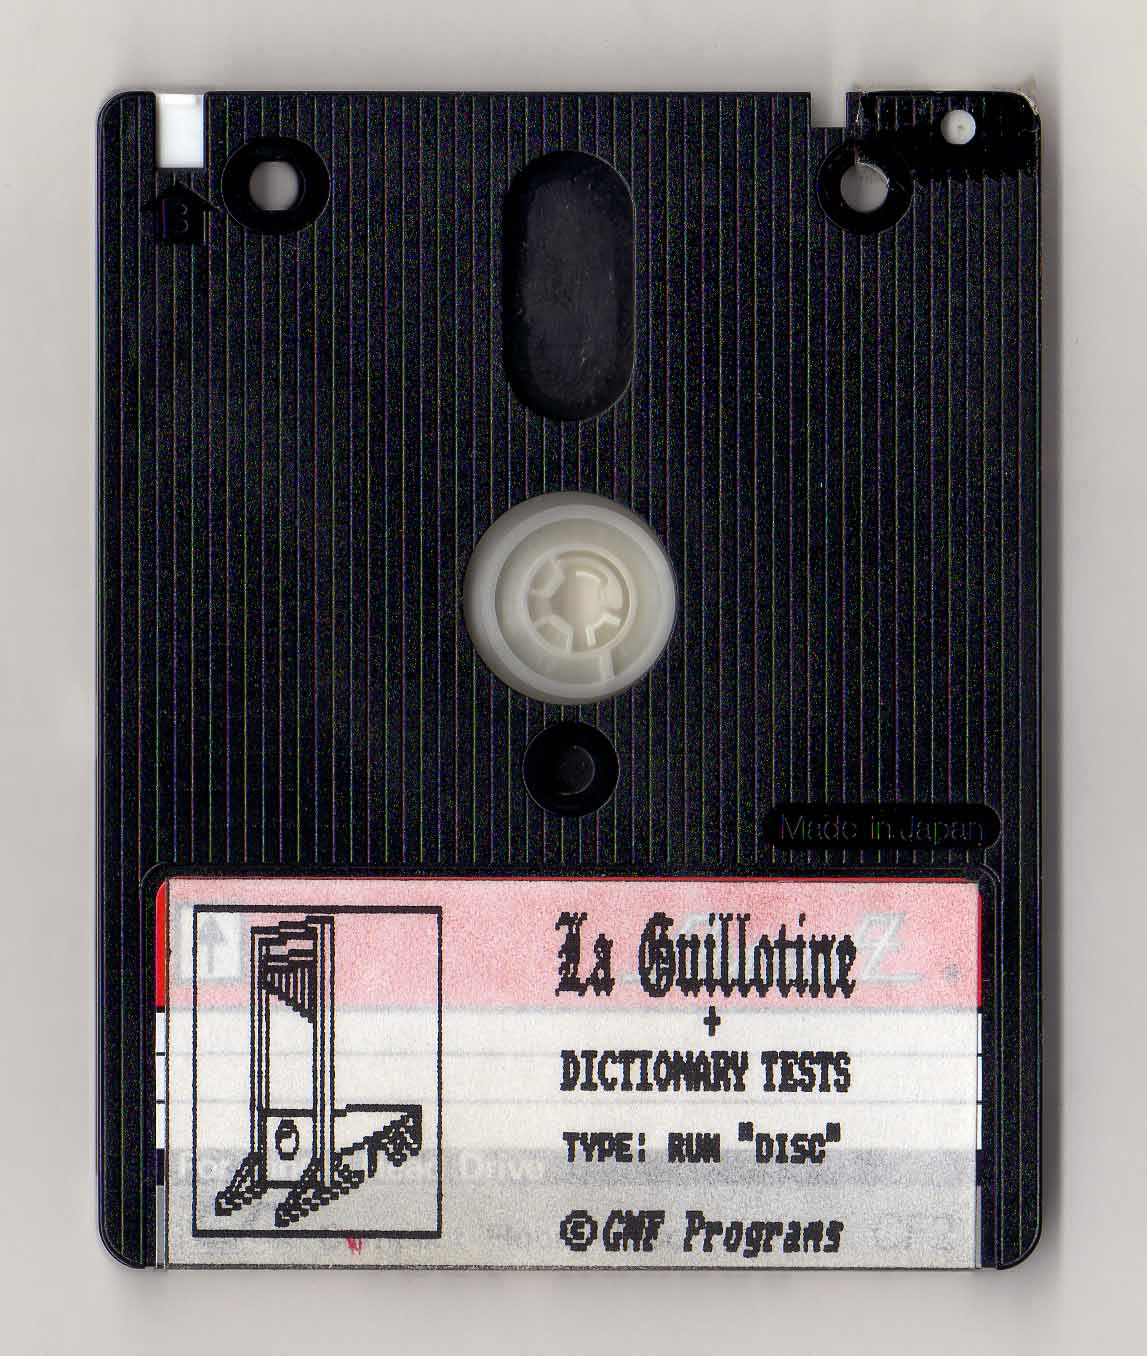 B
Made in Japan
La Guillotine
+
DICTIONARY TESTS
TYPE: RUN "DISC"
©GMF Programs